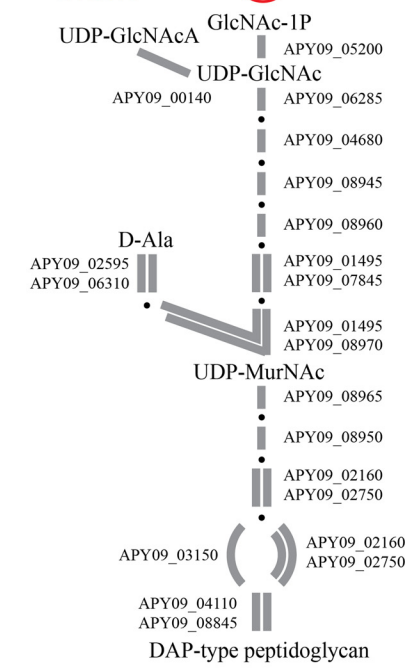 GlcNAc-1P
UDP-GlcNAcA
APY09_05200
UDP-GlcNAc
APY09_00140
APY09_06285
APY09_04680
APY09_08945
APY09_08960
D-Ala
APY09_02595
APY09_06310
APY09_01495
APY09_07845
APY09_01495
APY09_08970
UDP-MurNAc
APY09_08965
APY09_08950
APY09_02160
APY09_02750
APY09_03150
APY09_02160
APY09_02750
APY09_04110
APY09_08845
DAP-type peptidoglycan